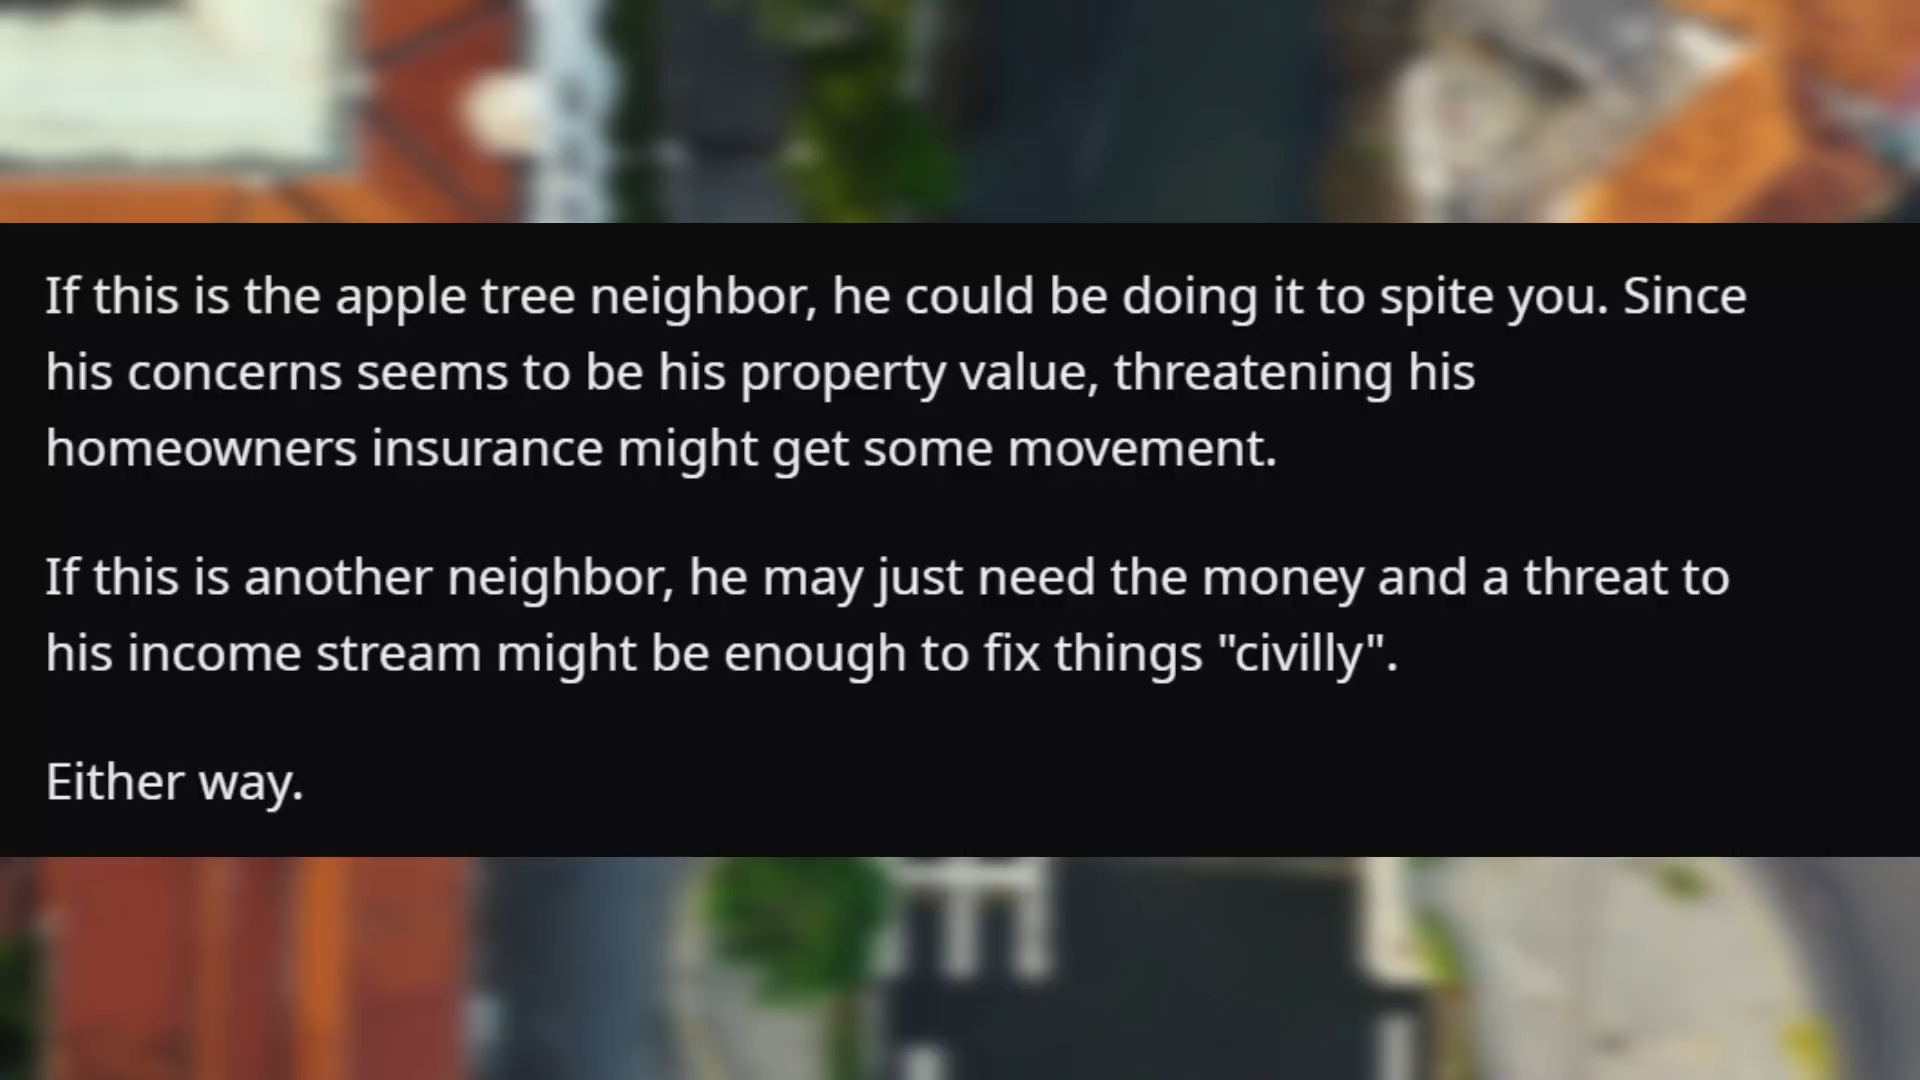 If this is the apple tree neighbor, he could be doing it to spite you. Since
his concerns seems to be his property value, threatening his
homeowners insurance might get some movement.
If this is another neighbor, he may just need the money and a threat to
his income stream might be enough to fix things "civilly".
Either way.